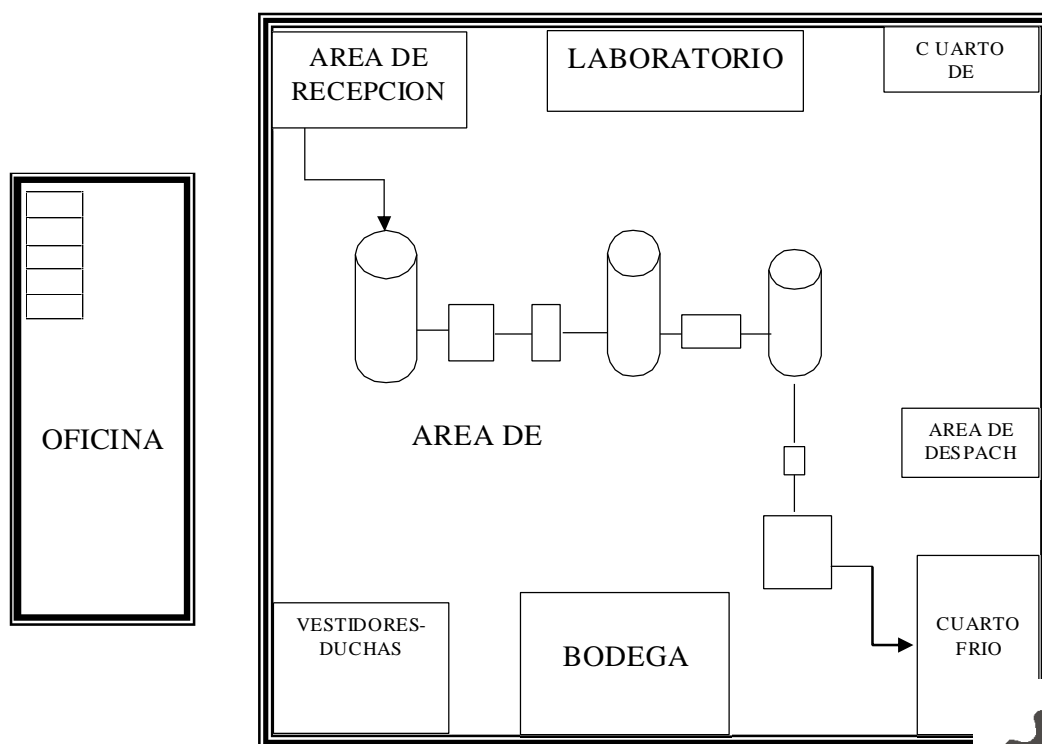 AREA DE
RECEPCION
LABORATORIO
C UARTO
DE
OFICINA
AREA DE
AREA DE
DESPACH
VESTIDORES-
DUCHAS
BODEGA
CUARTO
FRIO